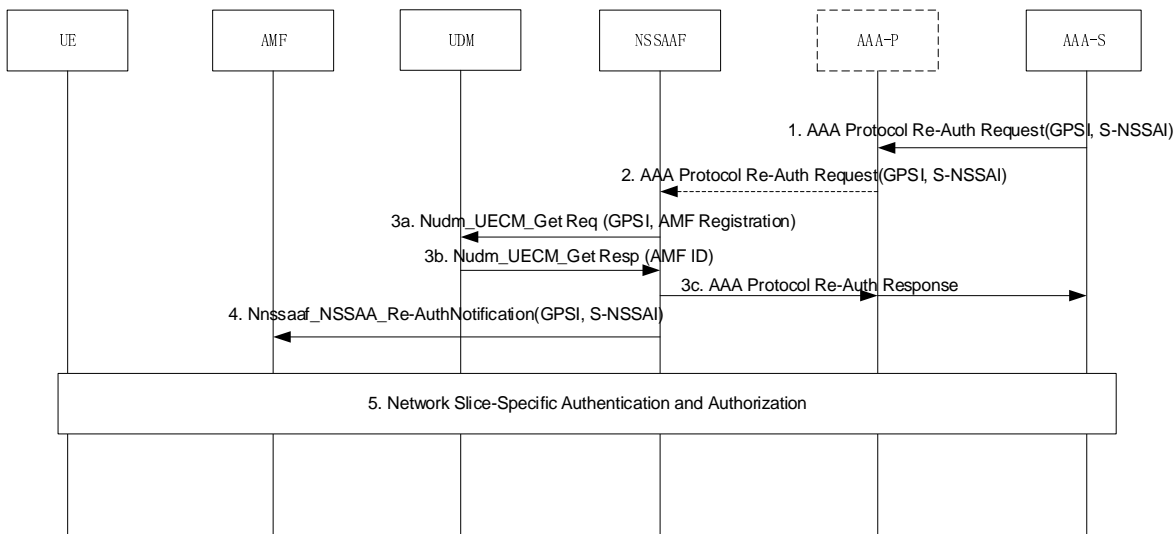 UE
AMF
UDM
NSSAAF
AAA-P
AAA-S
1. AAA Protocol Re-Auth Request(GPSI, S-NSSAI)
2. AAA Protocol Re-Auth Request(GPSI, S-NSSAI)
3a. Nudm_UECM_Get Req (GPSI, AMF Registration)
3b. Nudm_UECM_Get Resp (AMF ID)
3c. AAA Protocol Re-Auth Response
4. Nnssaaf_NSSAA_Re-AuthNotification(GPSI, S-NSSAI)
5. Network Slice-Specific Authentication and Authorization